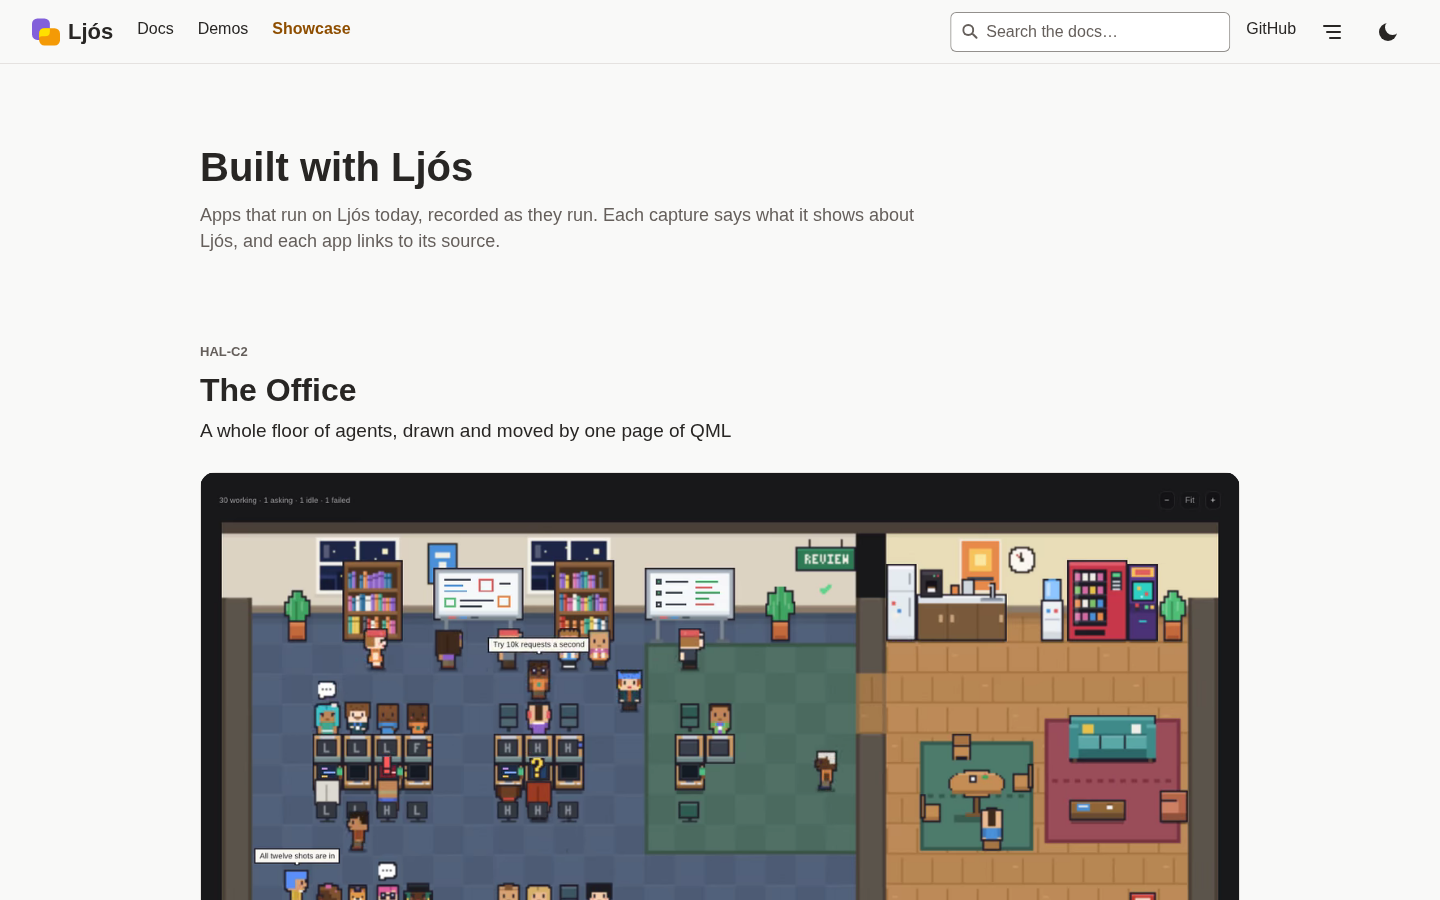 Ljós
Docs
Demos
Showcase
Search the docs…
GitHub
Built with Ljós
Apps that run on Ljós today, recorded as they run. Each capture says what it shows about
Ljós, and each app links to its source.
HAL-C2
The Office
A whole floor of agents, drawn and moved by one page of QML
30 working · 1 asking · 1 idle · 1 failed
−
Fit
+
REVIEW
Try 10k requests a second
L L L F
H H H
!
?
L L H L
H H H
All twelve shots are in